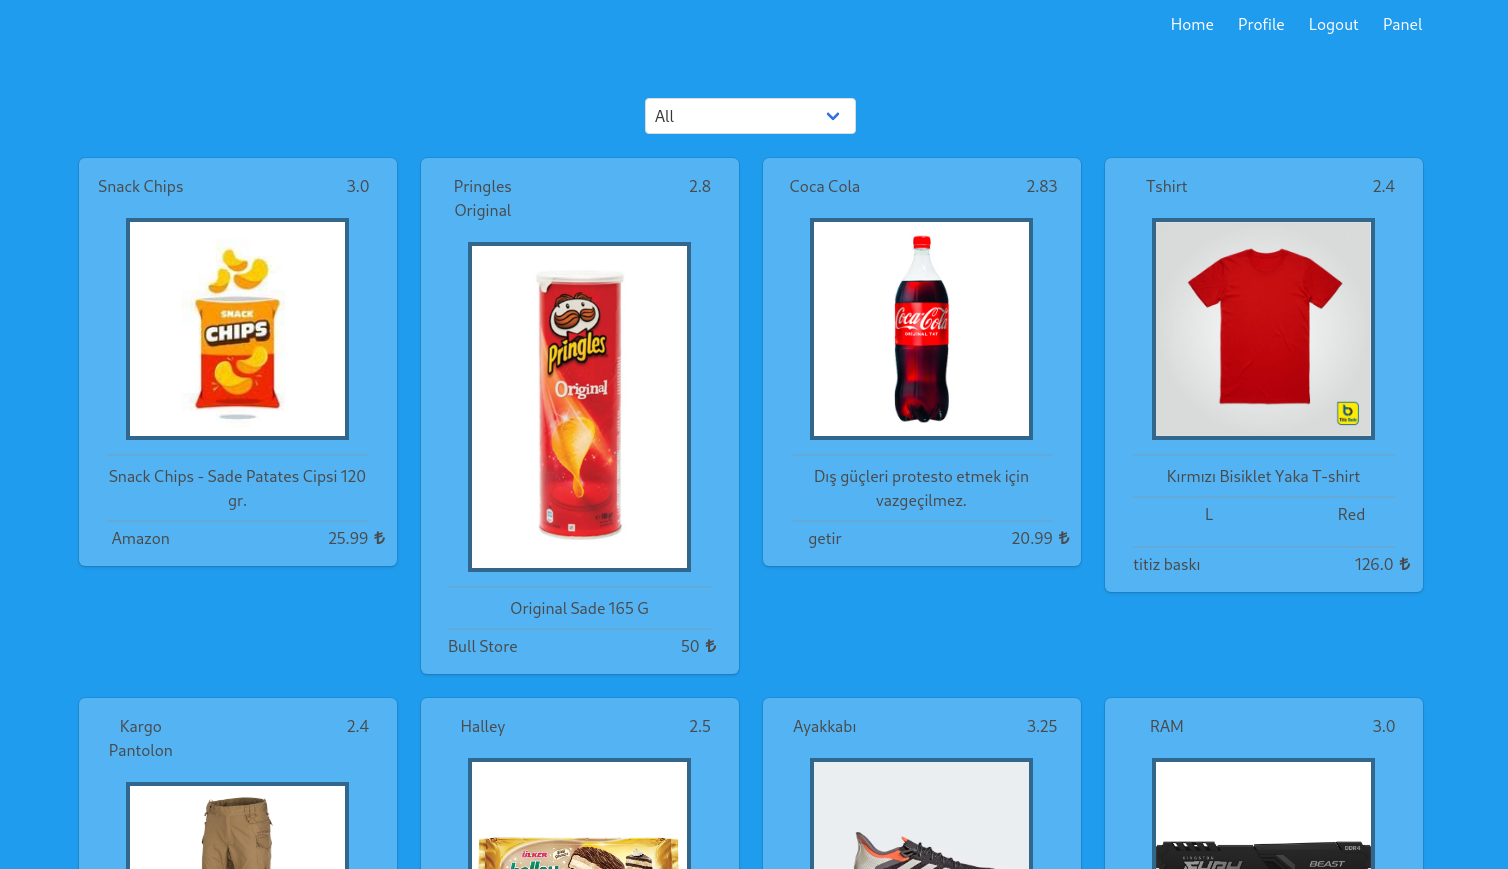 Home Profile Logout Panel
All
Snack Chips 3.0
SNACK
CHIPS
Snack Chips - Sade Patates Cipsi 120
gr.
Amazon 25.99 ₺
Pringles 2.8
Original
Pringles
Original
Original Sade 165 G
Bull Store 50 ₺
Coca Cola 2.83
Coca-Cola
ORIJINAL TAT
Dış güçleri protesto etmek için
vazgeçilmez.
getir 20.99 ₺
Tshirt 2.4
b
Kırmızı Bisiklet Yaka T-shirt
L Red
titiz baskı 126.0 ₺
Kargo 2.4
Pantolon
Halley 2.5
ÜLKER
halley
Ayakkabı 3.25
RAM 3.0
DDR4
KINGSTON
FURY BEAST